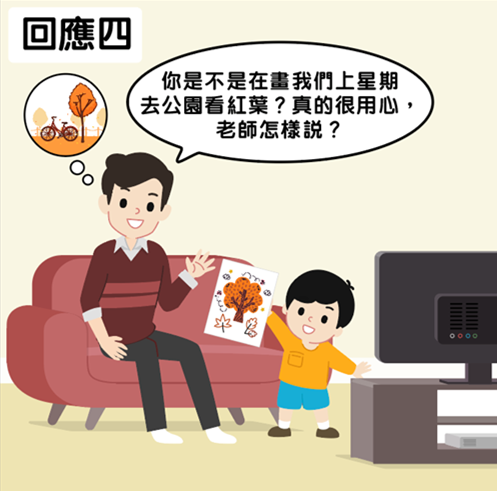 回應四
你是不是在畫我們上星期
去公園看紅葉？真的很用心，
老師怎樣説？